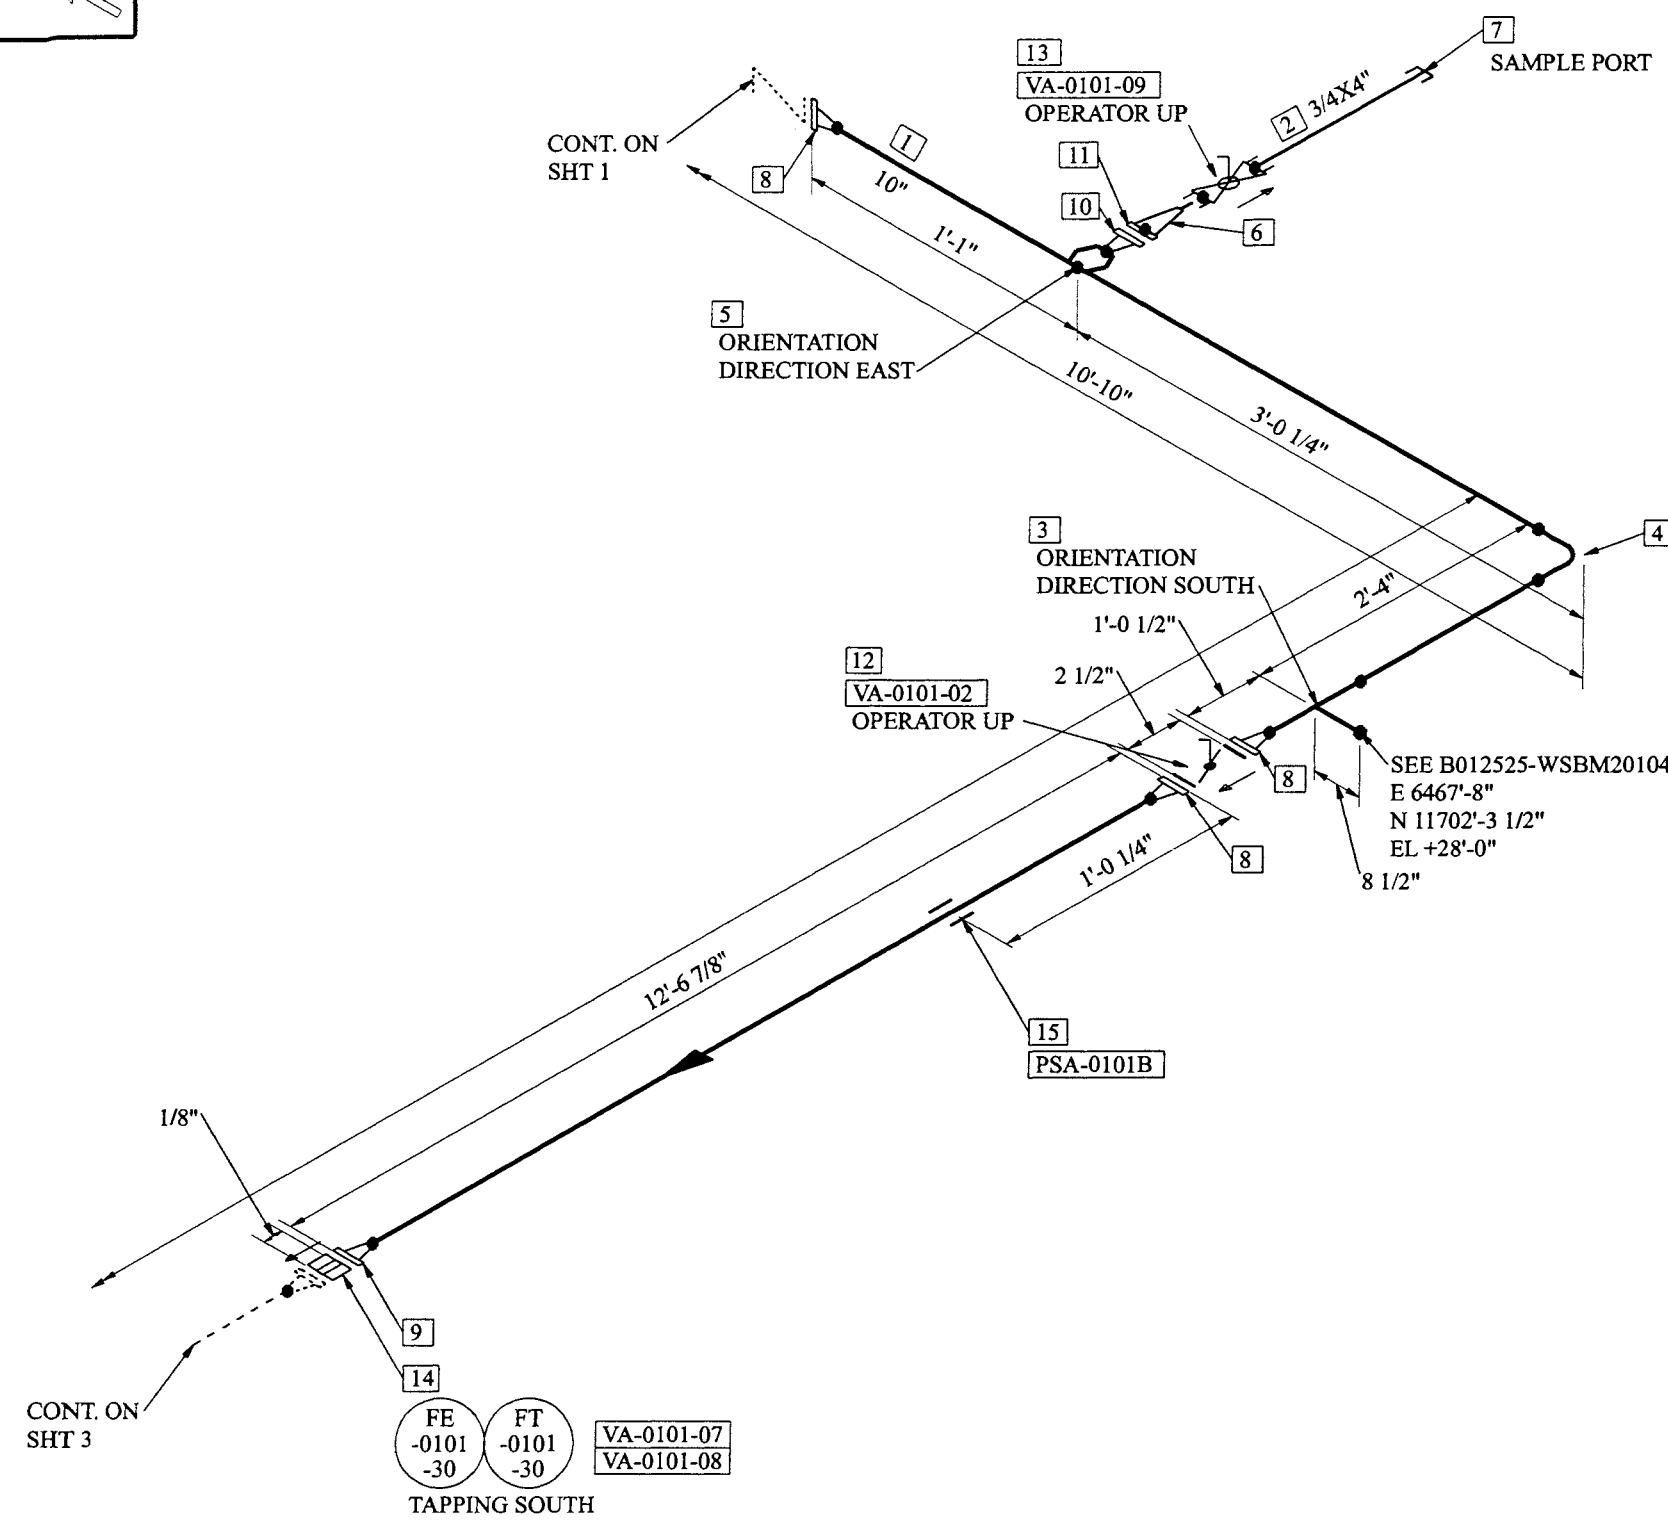 7
SAMPLE PORT
13
VA-0101-09
OPERATOR UP
2 3/4X4"
CONT. ON
SHT 1
1
11
8
10"
10
6
1'-1"
5
ORIENTATION
DIRECTION EAST
10'-10"
3'-0 1/4"
3
ORIENTATION
DIRECTION SOUTH
4
2'-4"
1'-0 1/2"
12
VA-0101-02
OPERATOR UP
2 1/2"
8
SEE B012525-WSBM20104
E 6467'-8"
N 11702'-3 1/2"
EL +28'-0"
8 1/2"
8
1'-0 1/4"
12'-6 7/8"
15
PSA-0101B
1/8"
9
14
CONT. ON
SHT 3
FE
-0101
-30
FT
-0101
-30
VA-0101-07
VA-0101-08
TAPPING SOUTH